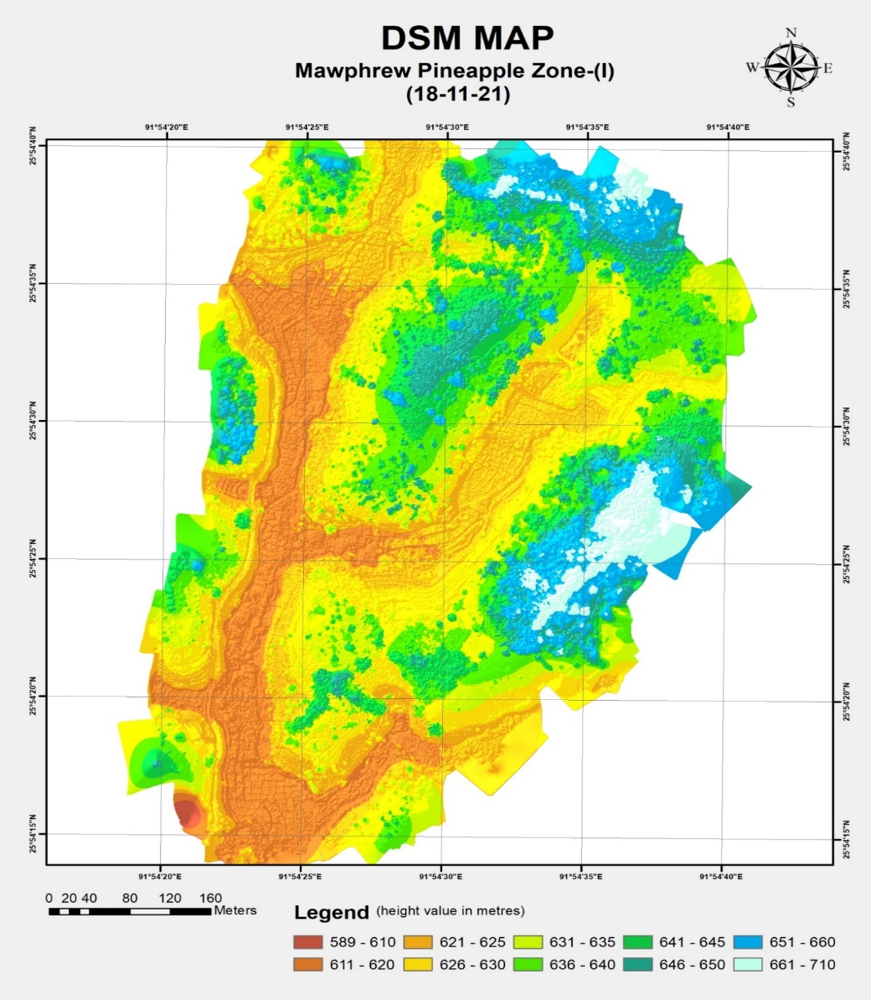 DSM MAP
Mawphrew Pineapple Zone-(I)
(18-11-21)
N
W E
S
91°54'20"E 91°54'25"E 91°54'30"E 91°54'35"E 91°54'40"E
25°54'40"N 25°54'40"N
25°54'35"N 25°54'35"N
25°54'30"N 25°54'30"N
25°54'25"N 25°54'25"N
25°54'20"N 25°54'20"N
25°54'15"N 25°54'15"N
91°54'20"E 91°54'25"E 91°54'30"E 91°54'35"E 91°54'40"E
0 20 40 80 120 160
Meters
Legend (height value in metres)
589 - 610 621 - 625 631 - 635 641 - 645 651 - 660
611 - 620 626 - 630 636 - 640 646 - 650 661 - 710